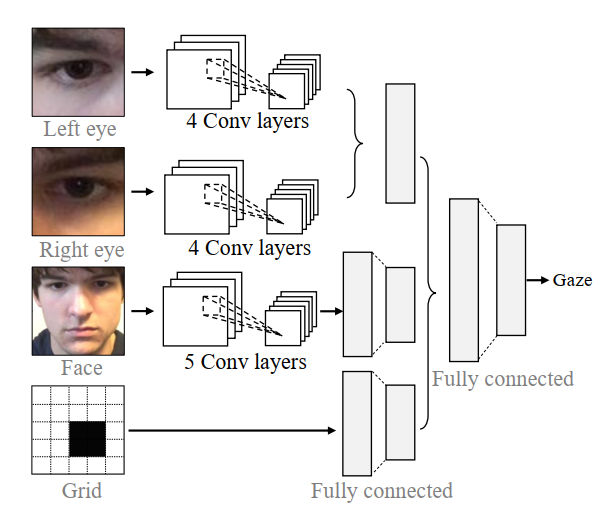 Left eye
4 Conv layers
Right eye
4 Conv layers
Face
5 Conv layers
Gaze
Fully connected
Grid
Fully connected